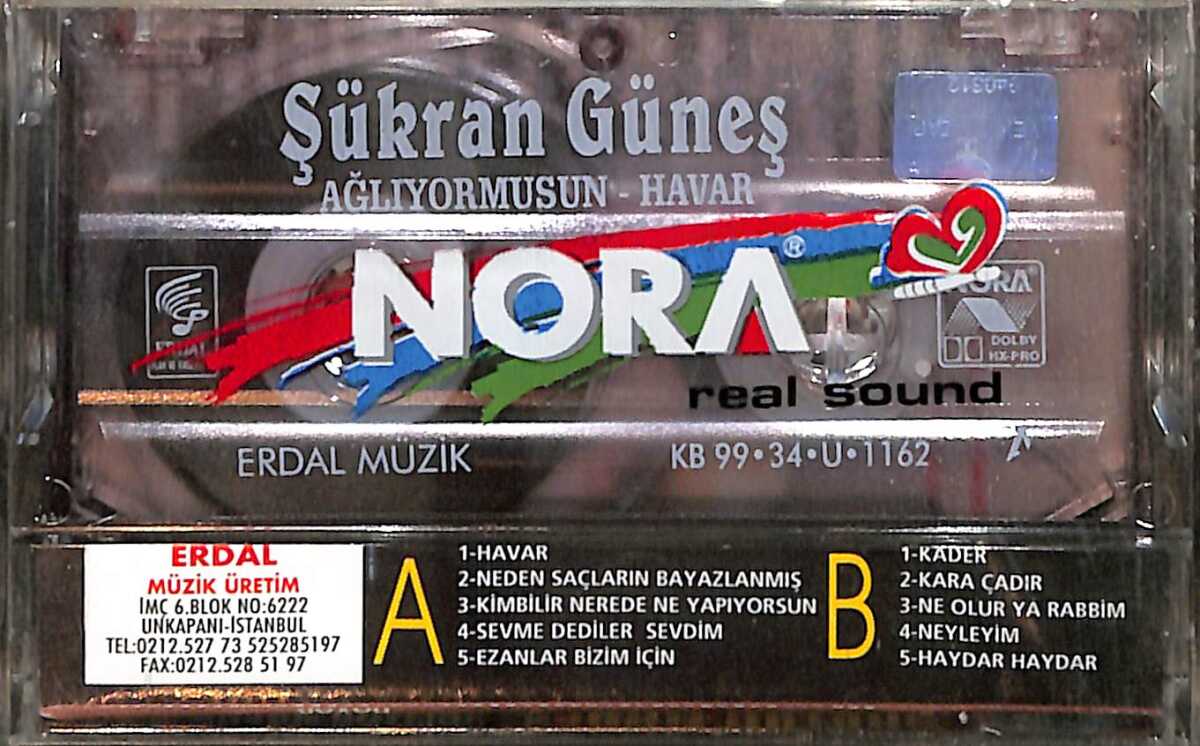 Şükran Güneş
AĞLIYORMUSUN - HAVAR
NORA®
real sound
ERDAL
NORA
DOLBY
HX-PRO
ERDAL MÜZİK
KB 99•34•U•1162
ERDAL
MÜZİK ÜRETİM
İMÇ 6.BLOK NO:6222
UNKAPANI-İSTANBUL
TEL:0212.527 73 525285197
FAX:0212.528 51 97
A
1-HAVAR
2-NEDEN SAÇLARIN BAYAZLANMIŞ
3-KİMBİLİR NEREDE NE YAPIYORSUN
4-SEVME DEDİLER SEVDİM
5-EZANLAR BİZİM İÇİN
B
1-KADER
2-KARA ÇADIR
3-NE OLUR YA RABBİM
4-NEYLEYİM
5-HAYDAR HAYDAR